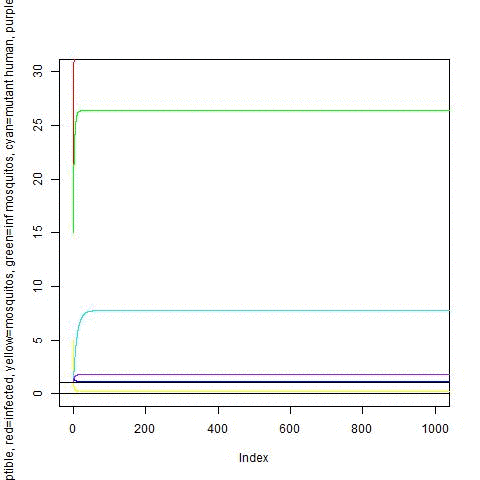 ptible, red=infected, yellow=mosquitos, green=inf mosquitos, cyan=mutant human, purple
30
25
20
15
10
5
0
0 200 400 600 800 1000
Index